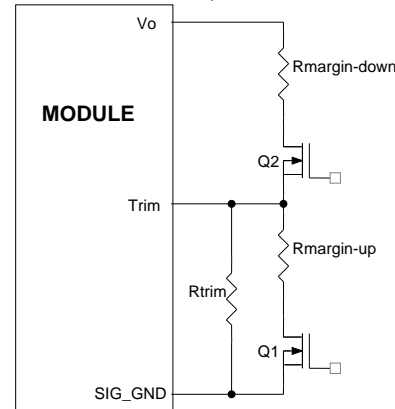 Vo
Rmargin-down
MODULE
Q2
Trim
Rmargin-up
Rtrim
Q1
SIG_GND